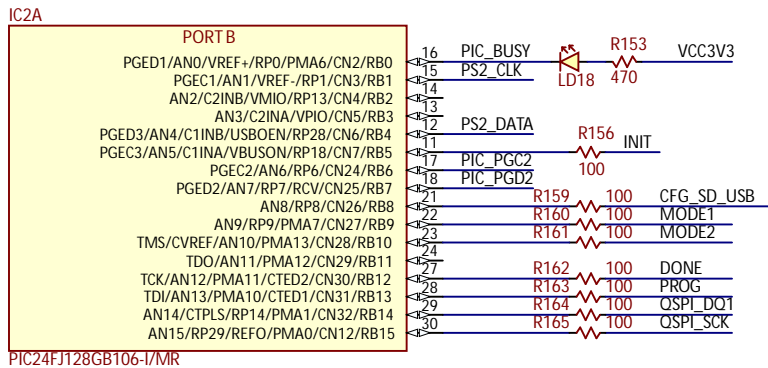 IC2A
PORT B
PGED1/AN0/VREF+/RP0/PMA6/CN2/RB0 16 PIC_BUSY LD18 R153 470 VCC3V3
PGEC1/AN1/VREF-/RP1/CN3/RB1 15 PS2_CLK
AN2/C2INB/VMIO/RP13/CN4/RB2 14
AN3/C2INA/VPIO/CN5/RB3 13
PGED3/AN4/C1INB/USBOEN/RP28/CN6/RB4 12 PS2_DATA
PGEC3/AN5/C1INA/VBUSON/RP18/CN7/RB5 11 R156 100 INIT
PGEC2/AN6/RP6/CN24/RB6 17 PIC_PGC2
PGED2/AN7/RP7/RCV/CN25/RB7 18 PIC_PGD2
AN8/RP8/CN26/RB8 21 R159 100 CFG_SD_USB
AN9/RP9/PMA7/CN27/RB9 22 R160 100 MODE1
TMS/CVREF/AN10/PMA13/CN28/RB10 23 R161 100 MODE2
TDO/AN11/PMA12/CN29/RB11 24
TCK/AN12/PMA11/CTED2/CN30/RB12 27 R162 100 DONE
TDI/AN13/PMA10/CTED1/CN31/RB13 28 R163 100 PROG
AN14/CTPLS/RP14/PMA1/CN32/RB14 29 R164 100 QSPI_DQ1
AN15/RP29/REFO/PMA0/CN12/RB15 30 R165 100 QSPI_SCK
PIC24FJ128GB106-I/MR